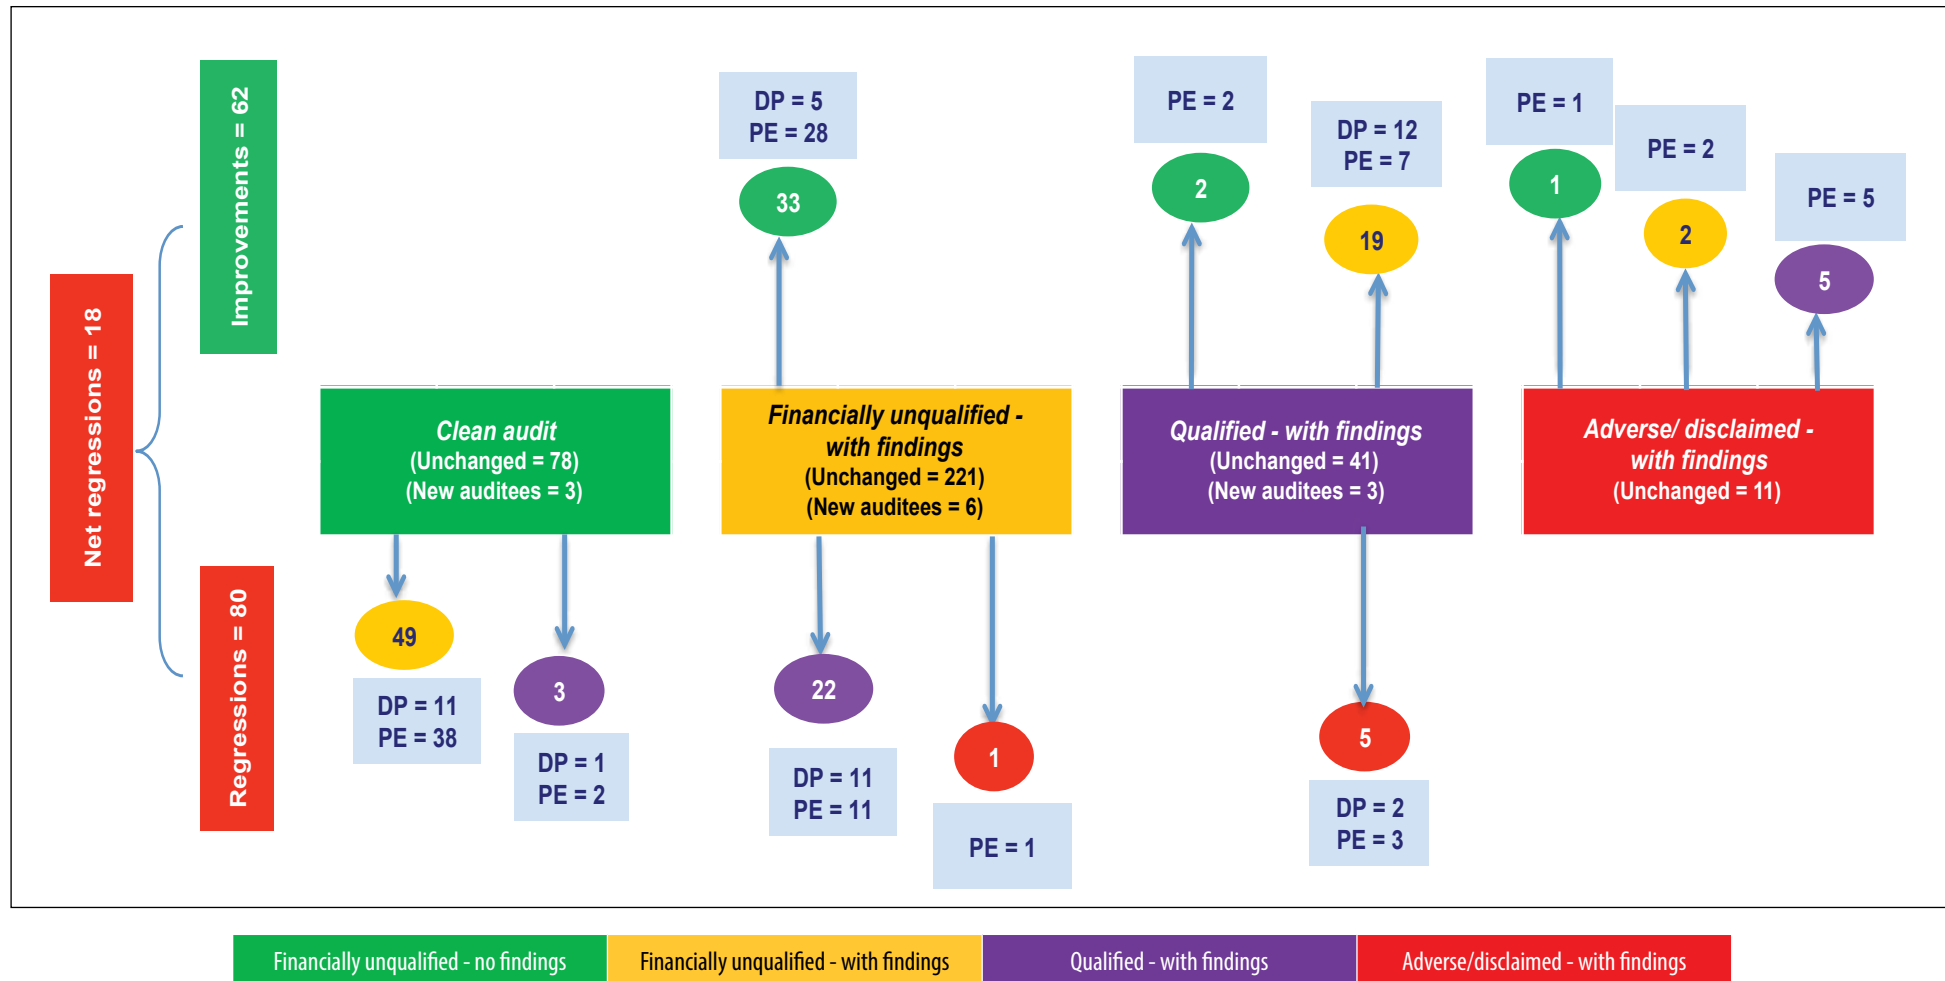 Net regressions = 18
Improvements = 62
Regressions = 80
DP = 5
PE = 28
33
PE = 2
2
DP = 12
PE = 7
19
PE = 1
1
PE = 2
2
PE = 5
5
Clean audit
(Unchanged = 78)
(New auditees = 3)
Financially unqualified -
with findings
(Unchanged = 221)
(New auditees = 6)
Qualified - with findings
(Unchanged = 41)
(New auditees = 3)
Adverse/ disclaimed -
with findings
(Unchanged = 11)
49
DP = 11
PE = 38
3
DP = 1
PE = 2
22
DP = 11
PE = 11
1
PE = 1
5
DP = 2
PE = 3
Financially unqualified - no findings
Financially unqualified - with findings
Qualified - with findings
Adverse/disclaimed - with findings